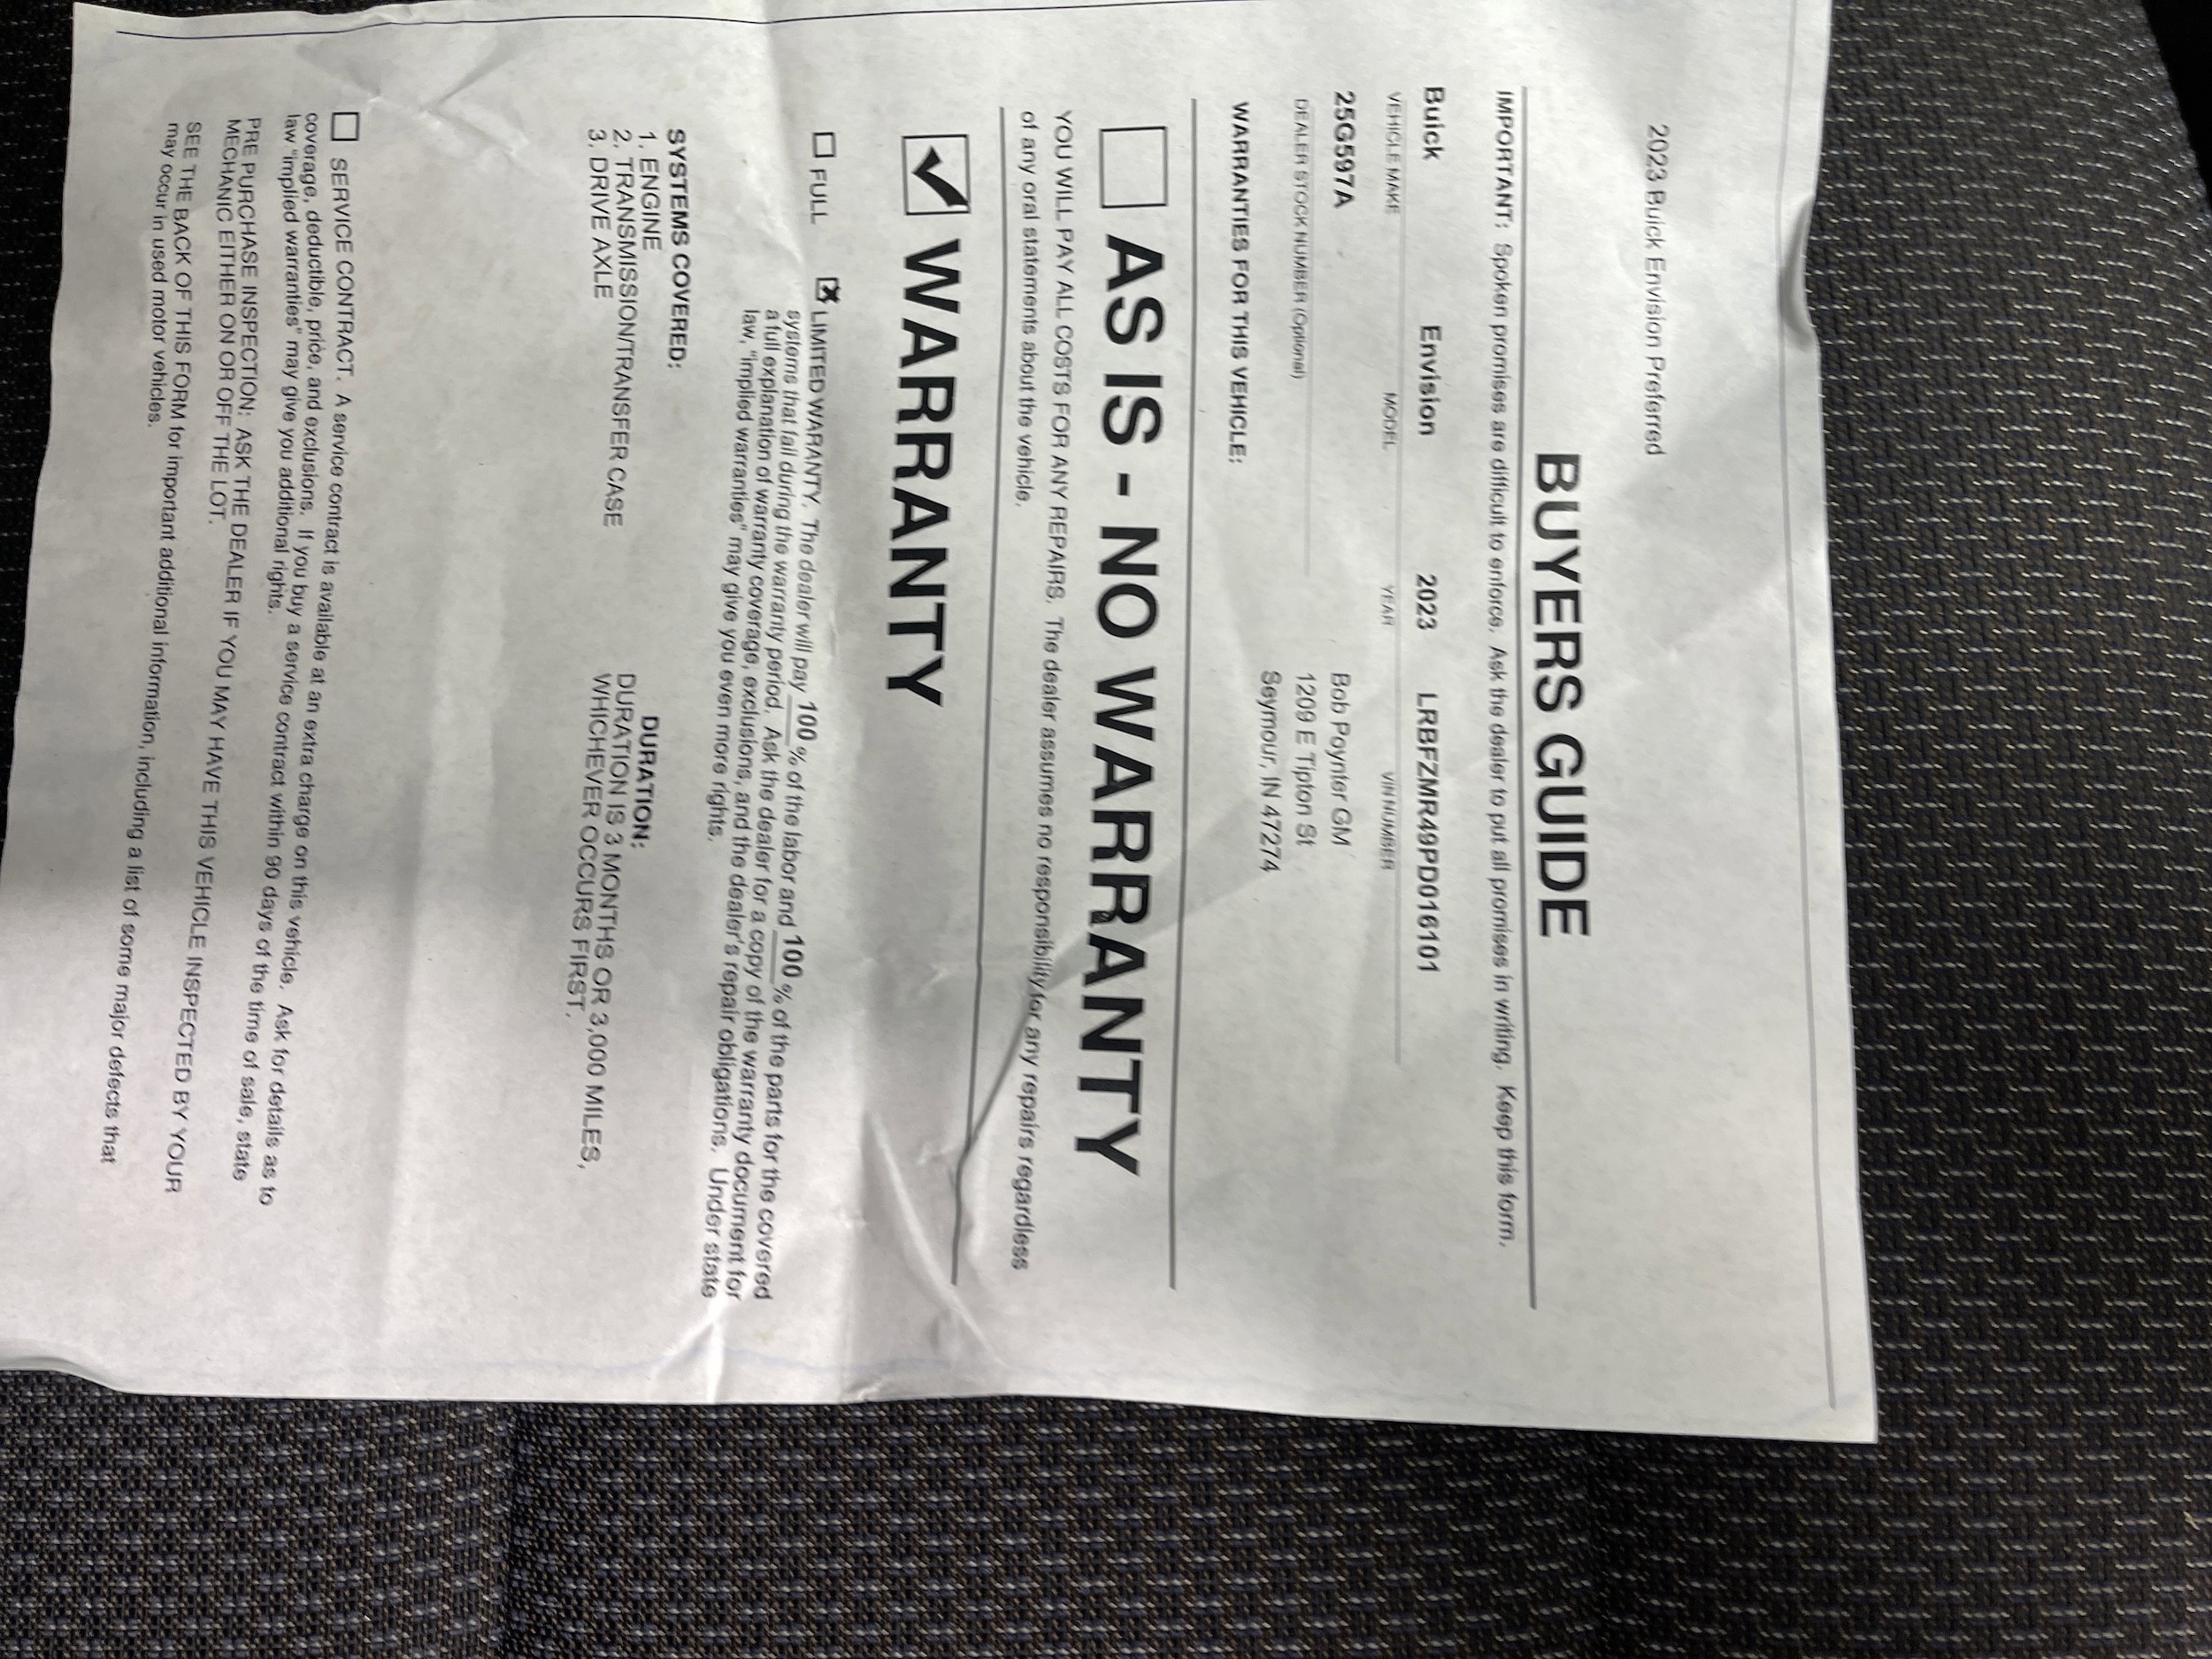 2023 Buick Envision Preferred
BUYERS GUIDE
IMPORTANT: Spoken promises are difficult to enforce. Ask the dealer to put all promises in writing. Keep this form.
Buick Envision 2023 LRBFZMR49PD016101
VEHICLE MAKE MODEL YEAR VIN NUMBER
25G597A Bob Poynter GM
DEALER STOCK NUMBER (Optional) 1209 E Tipton St
Seymour, IN 47274
WARRANTIES FOR THIS VEHICLE:
AS IS - NO WARRANTY
YOU WILL PAY ALL COSTS FOR ANY REPAIRS. The dealer assumes no responsibility for any repairs regardless
of any oral statements about the vehicle.
WARRANTY
FULL LIMITED WARRANTY. The dealer will pay 100 % of the labor and 100 % of the parts for the covered
systems that fail during the warranty period. Ask the dealer for a copy of the warranty document for
a full explanation of warranty coverage, exclusions, and the dealer's repair obligations. Under state
law, "implied warranties" may give you even more rights.
SYSTEMS COVERED: DURATION:
1. ENGINE DURATION IS 3 MONTHS OR 3,000 MILES,
2. TRANSMISSION/TRANSFER CASE WHICHEVER OCCURS FIRST.
3. DRIVE AXLE
SERVICE CONTRACT. A service contract is available at an extra charge on this vehicle. Ask for details as to
coverage, deductible, price, and exclusions. If you buy a service contract within 90 days of the time of sale, state
law "implied warranties" may give you additional rights.
PRE PURCHASE INSPECTION: ASK THE DEALER IF YOU MAY HAVE THIS VEHICLE INSPECTED BY YOUR
MECHANIC EITHER ON OR OFF THE LOT.
SEE THE BACK OF THIS FORM for important additional information, including a list of some major defects that
may occur in used motor vehicles.